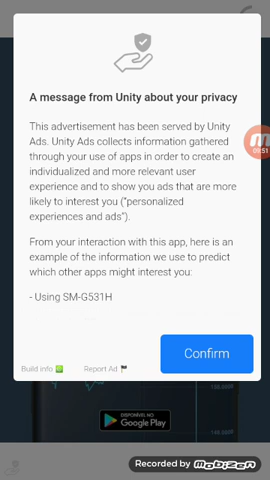 A message from Unity about your privacy
This advertisement has been served by Unity
Ads. Unity Ads collects information gathered
through your use of apps in order to create an
individualized and more relevant user
experience and to show you ads that are more
likely to interest you (“personalized
experiences and ads”).
From your interaction with this app, here is an
example of the information we use to predict
which other apps might interest you:
- Using SM-G531H
Confirm
Build info
Report Ad
DISPONÍVEL NO
Google Play
Recorded by mobizen